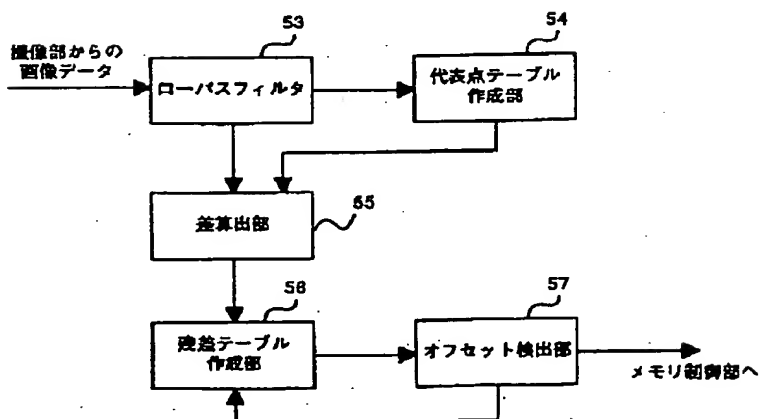 撮像部からの
画像データ
53
ローパスフィルタ
54
代表点テーブル
作成部
差算出部
55
56
残差テーブル
作成部
57
オフセット検出部
メモリ制御部へ